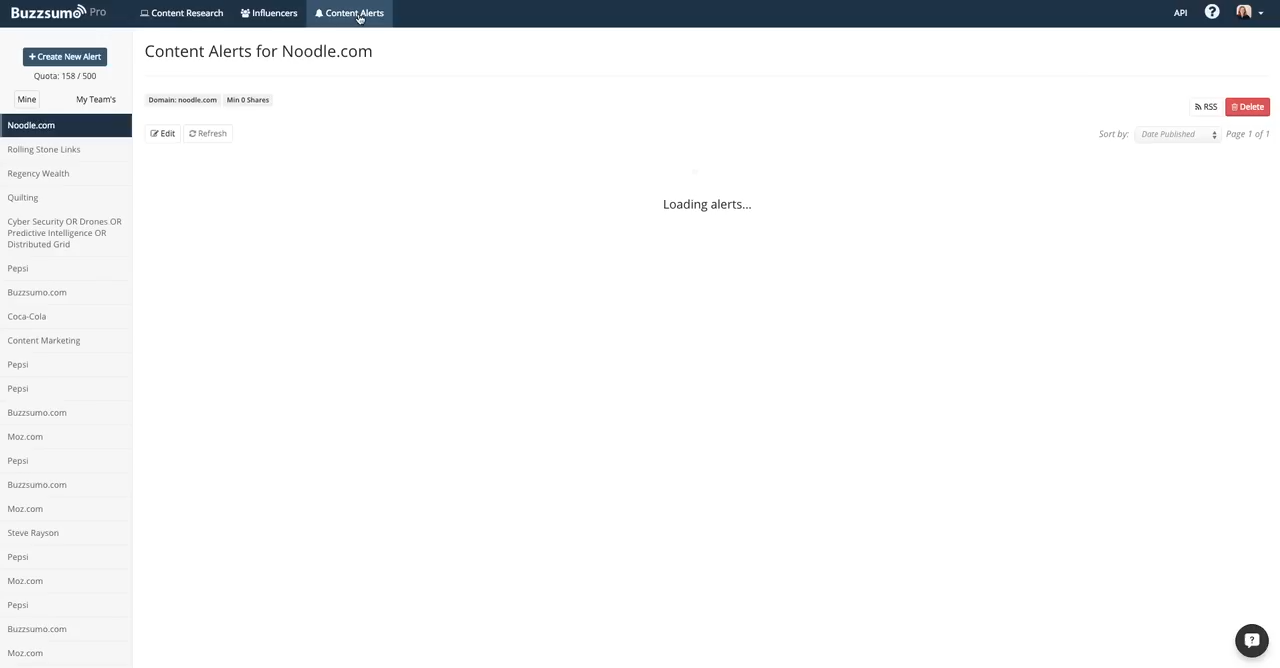 Buzzsumo Pro
Content Research
Influencers
Content Alerts
API
Create New Alert
Quota: 158 / 500
Mine
My Team's
Content Alerts for Noodle.com
Domain: noodle.com
Min 0 Shares
RSS
Delete
Edit
Refresh
Sort by:
Date Published
Page 1 of 1
Loading alerts...
Noodle.com
Rolling Stone Links
Regency Wealth
Quilting
Cyber Security OR Drones OR
Predictive Intelligence OR
Distributed Grid
Pepsi
Buzzsumo.com
Coca-Cola
Content Marketing
Pepsi
Pepsi
Buzzsumo.com
Moz.com
Pepsi
Buzzsumo.com
Moz.com
Steve Rayson
Pepsi
Moz.com
Pepsi
Buzzsumo.com
Moz.com